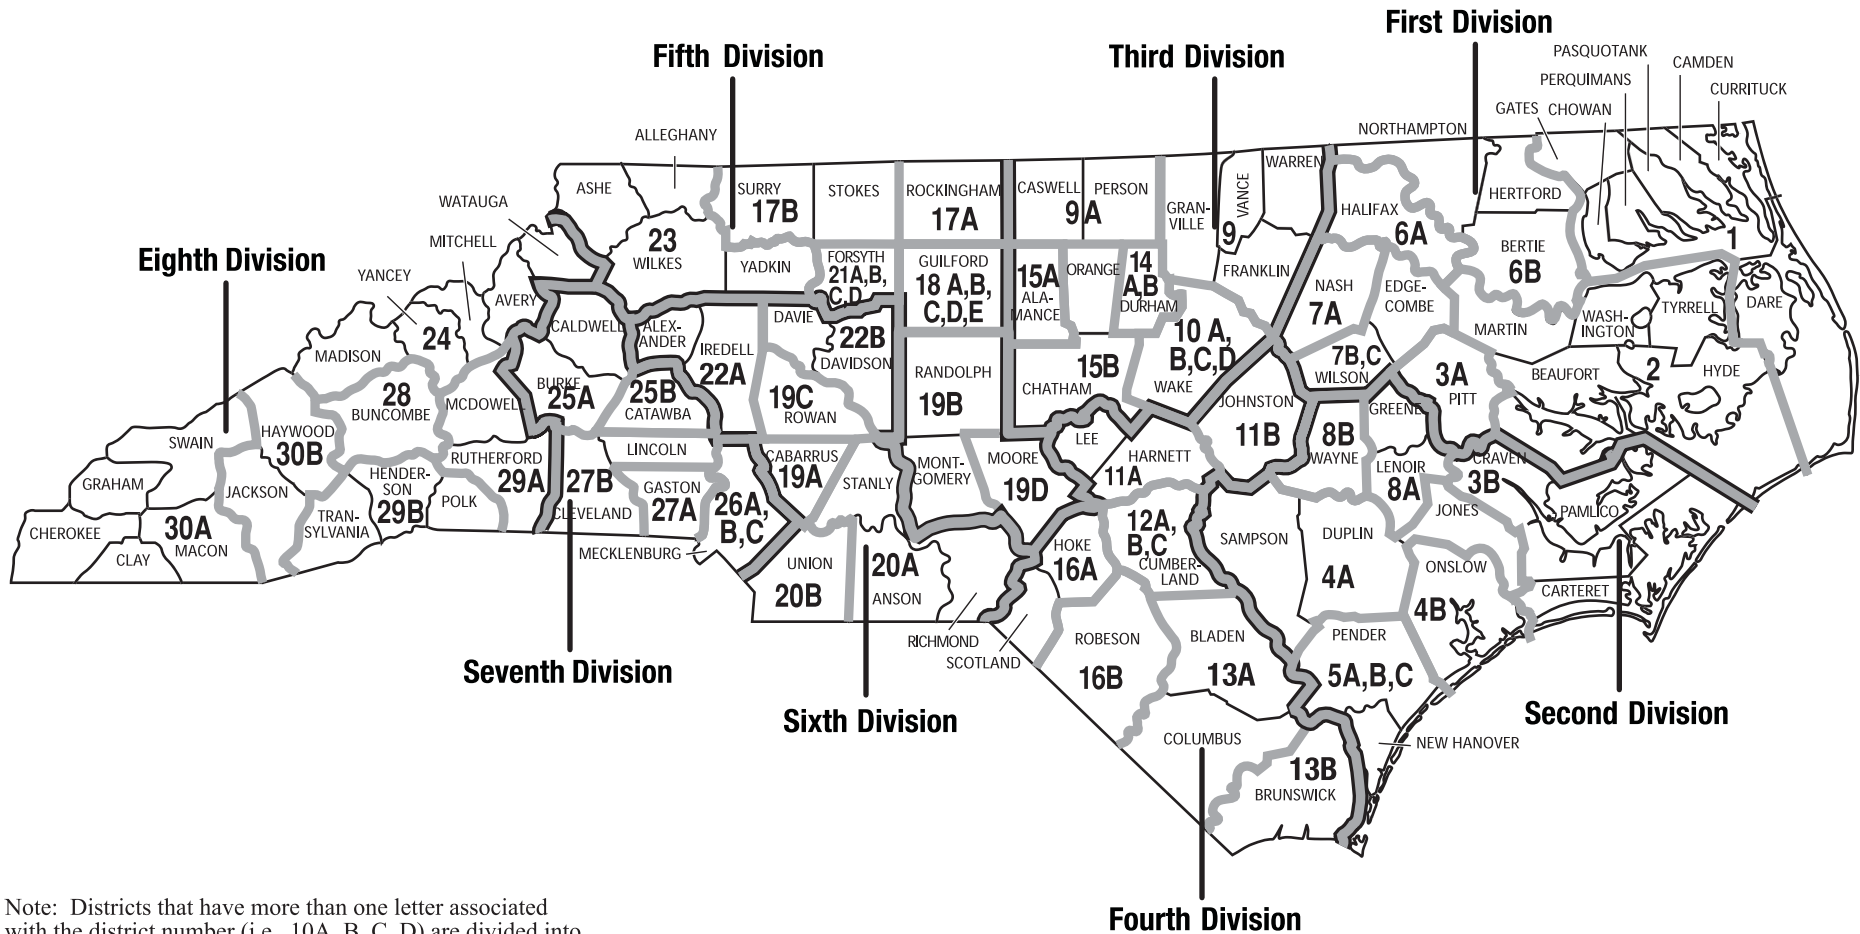 First Division
Fifth Division
Third Division
PASQUOTANK
CAMDEN
PERQUIMANS
CURRITUCK
GATES
CHOWAN
NORTHAMPTON
ALLEGHANY
WATAUGA
MITCHELL
YANCEY
Eighth Division
ASHE
SURRY
17B
STOKES
ROCKINGHAM
17A
CASWELL
PERSON
9A
GRAN-
VILLE
VANCE
WARREN
9
FRANKLIN
HALIFAX
6A
HERTFORD
BERTIE
6B
1
23
WILKES
YADKIN
FORSYTH
21A,B,
C,D
GUILFORD
18 A,B,
C,D,E
15A
ALA-
MANCE
ORANGE
14
A,B
DURHAM
NASH
7A
EDGE-
COMBE
MARTIN
WASH-
INGTON
TYRRELL
DARE
AVERY
24
MADISON
CALDWELL
ALEX-
ANDER
IREDELL
22A
DAVIE
22B
DAVIDSON
RANDOLPH
19B
CHATHAM
15B
10 A,
B,C,D
WAKE
7B,C
WILSON
3A
PITT
BEAUFORT
2
HYDE
28
BUNCOMBE
MCDOWELL
BURKE
25A
25B
CATAWBA
19C
ROWAN
LEE
JOHNSTON
11B
GREENE
8B
WAYNE
SWAIN
HAYWOOD
30B
RUTHERFORD
29A
LINCOLN
27B
CLEVELAND
GASTON
27A
26A,
B,C
CABARRUS
19A
STANLY
MONT-
GOMERY
MOORE
19D
HARNETT
11A
LENOIR
8A
CRAVEN
3B
GRAHAM
JACKSON
HENDER-
SON
29B
POLK
TRAN-
SYLVANIA
CHEROKEE
30A
MACON
CLAY
MECKLENBURG
UNION
20B
20A
ANSON
HOKE
16A
12A,
B,C
CUMBER-
LAND
SAMPSON
DUPLIN
4A
JONES
PAMLICO
ONSLOW
4B
CARTERET
RICHMOND
SCOTLAND
ROBESON
16B
BLADEN
13A
PENDER
5A,B,C
Seventh Division
Sixth Division
Second Division
COLUMBUS
NEW HANOVER
13B
BRUNSWICK
Fourth Division
Note: Districts that have more than one letter associated
with the district number (i.e., 10A, B, C, D) are divided into